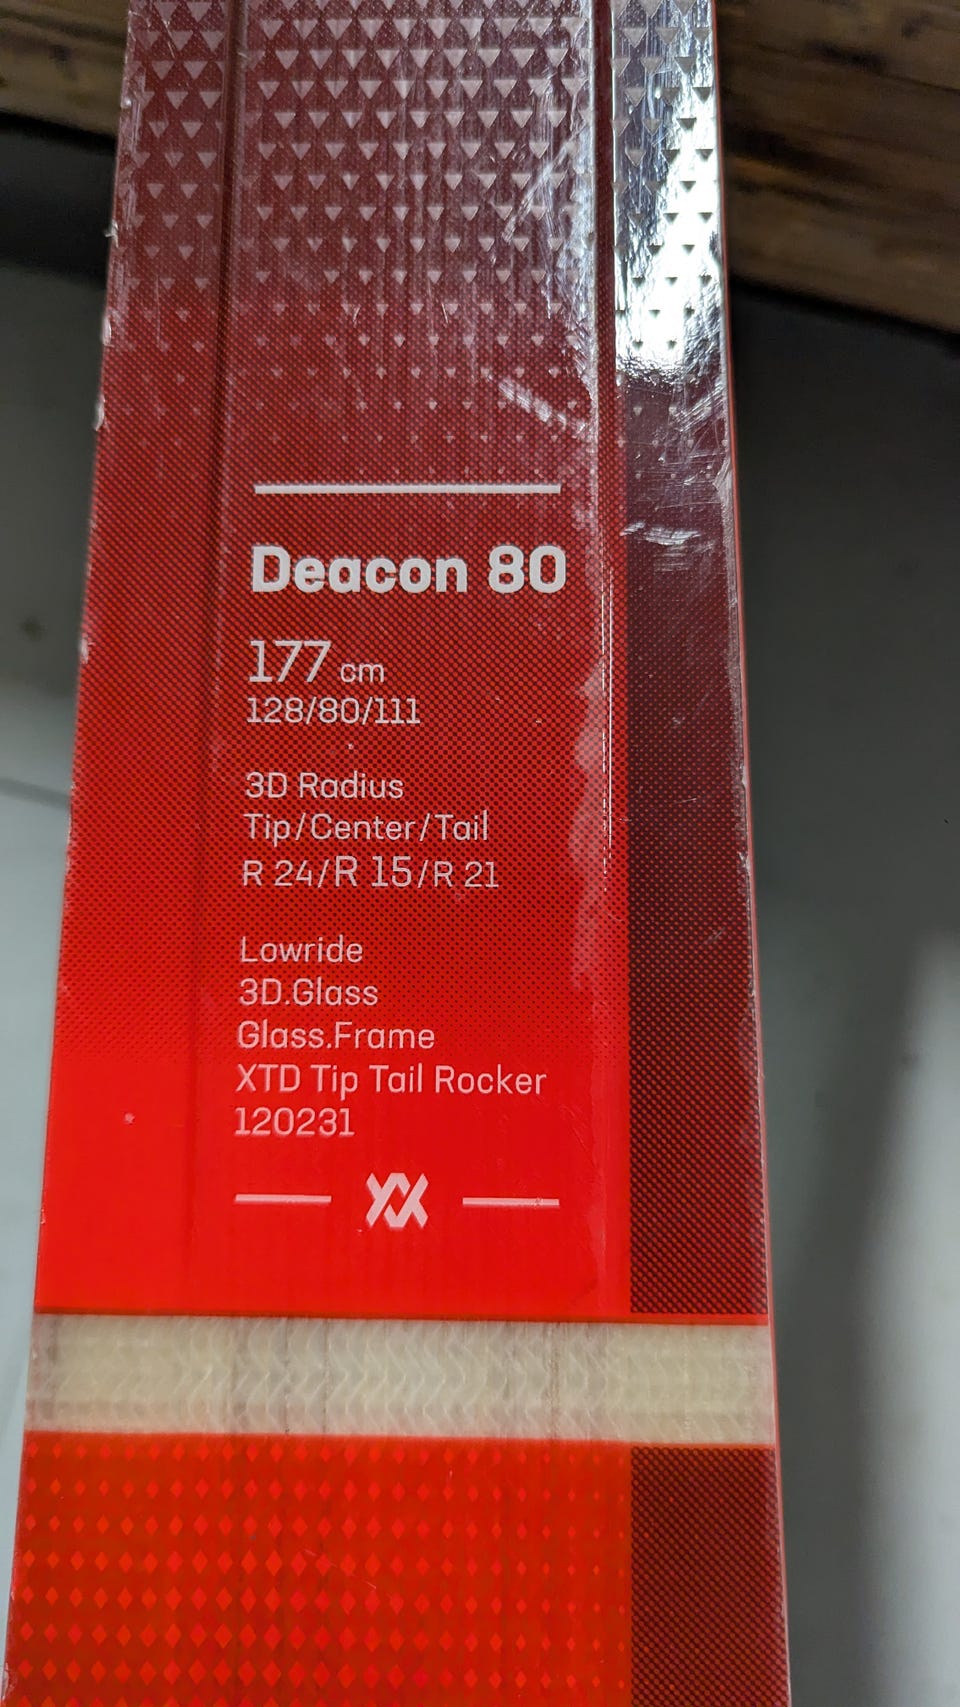 Deacon 80
177 cm
128/80/111
3D Radius
Tip/Center/Tail
R 24/R 15/R 21
Lowride
3D.Glass
Glass.Frame
XTD Tip Tail Rocker
120231